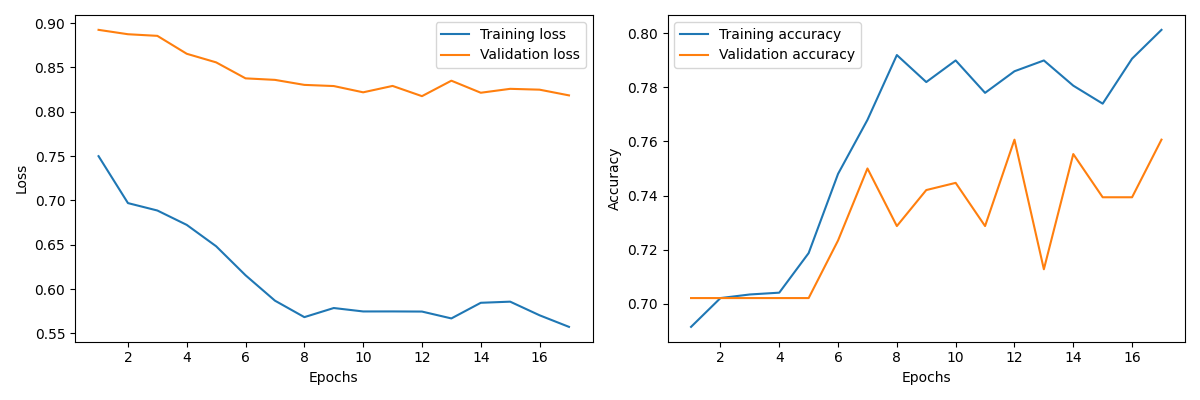 Training loss
Validation loss
0.90
0.85
0.80
0.75
0.70
0.65
0.60
0.55
Loss
2 4 6 8 10 12 14 16
Epochs
Training accuracy
Validation accuracy
0.80
0.78
0.76
0.74
0.72
0.70
Accuracy
2 4 6 8 10 12 14 16
Epochs